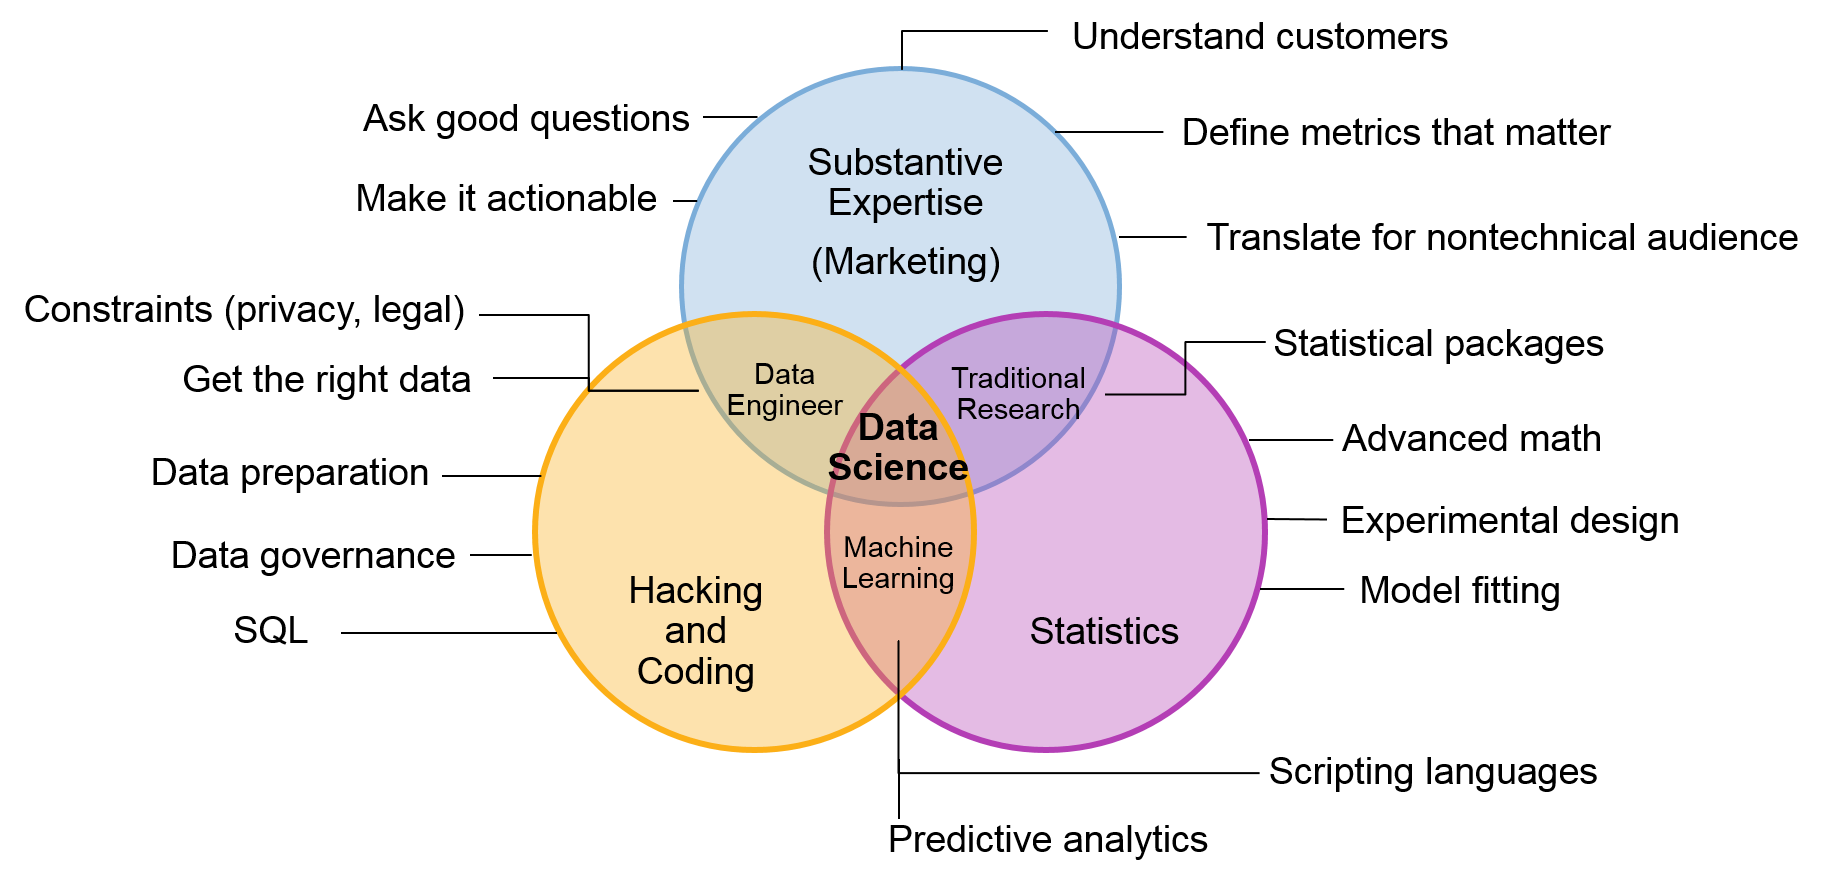 Understand customers
Ask good questions
Define metrics that matter
Substantive
Expertise
(Marketing)
Make it actionable
Translate for nontechnical audience
Constraints (privacy, legal)
Statistical packages
Get the right data
Data
Engineer
Traditional
Research
Data
Science
Advanced math
Data preparation
Experimental design
Data governance
Machine
Learning
Hacking
and
Coding
Model fitting
SQL
Statistics
Scripting languages
Predictive analytics